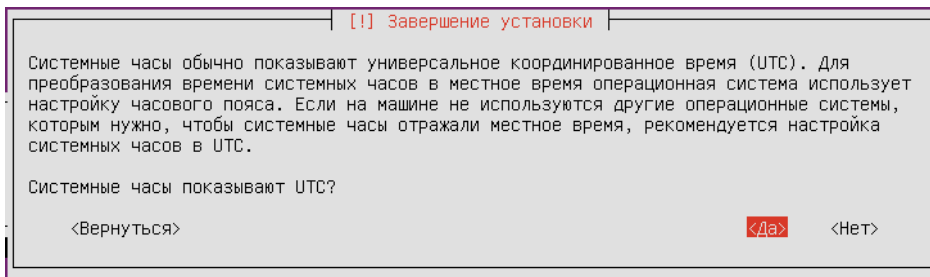 [!] Завершение установки
Системные часы обычно показывают универсальное координированное время (UTC). Для
преобразования времени системных часов в местное время операционная система использует
настройку часового пояса. Если на машине не используются другие операционные системы,
которым нужно, чтобы системные часы отражали местное время, рекомендуется настройка
системных часов в UTC.
Системные часы показывают UTC?
<Вернуться> <Да> <Нет>